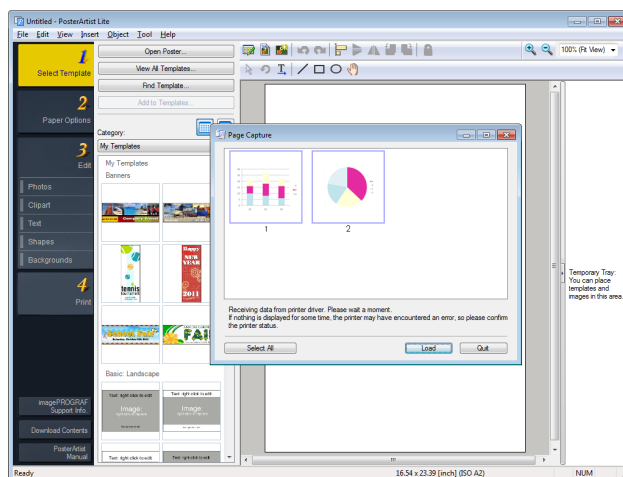 Untitled - PosterArtist Lite
File Edit View Insert Object Tool Help
1
Select Template
2
Paper Options
3
Edit
Photos
Clipart
Text
Shapes
Backgrounds
4
Print
imagePROGRAF
Support Info.
Download Contents
PosterArtist
Manual
Open Poster...
View All Templates...
Find Template...
Add to Templates...
Category:
My Templates
My Templates
Banners
tennis
Happy
NEW
YEAR
2011
FAI
Basic: Landscape
Text: right click to edit
Image:
Text: right click to edit
Image:
Text: right click to edit
Text: right click to edit
100% (Fit View)
Page Capture
1
2
Receiving data from printer driver. Please wait a moment.
If nothing is displayed for some time, the printer may have encountered an error, so please confirm
the printer status.
Select All
Load
Quit
Temporary Tray:
You can place
templates and
images in this area.
Ready
16.54 x 23.39 [inch] (ISO A2)
NUM